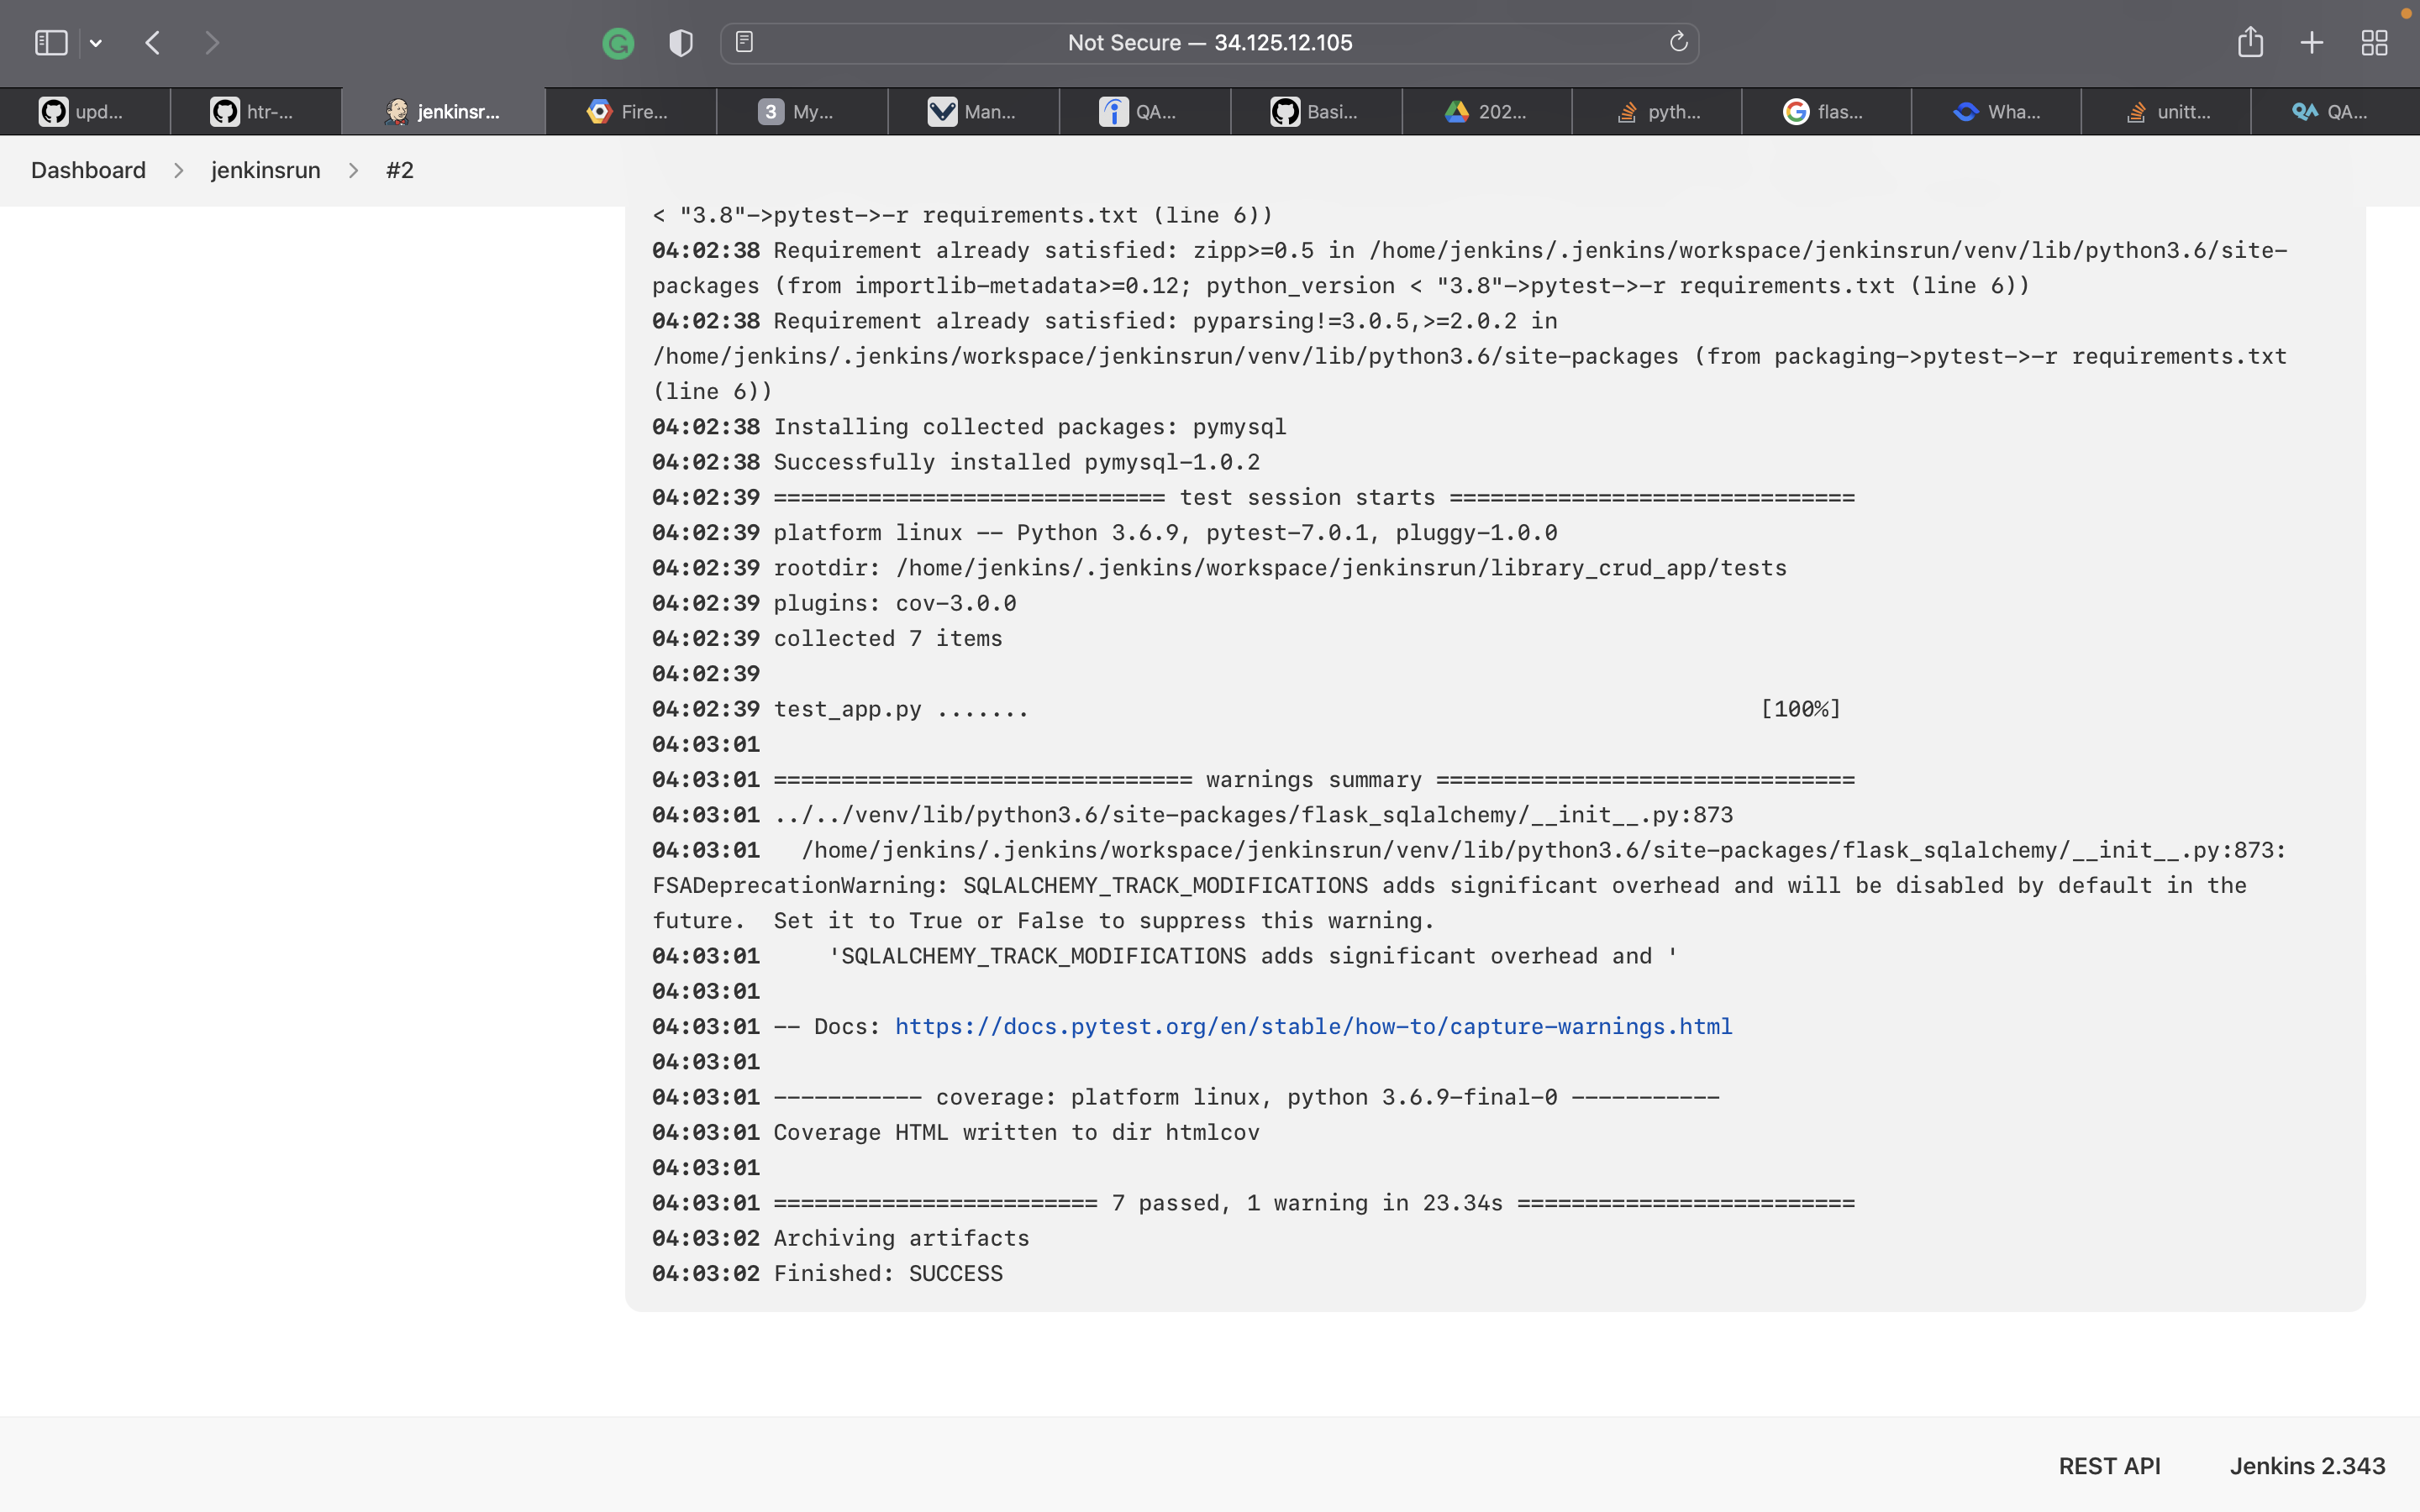 Not Secure — 34.125.12.105
upd...
htr-...
jenkinsr...
Fire...
3 My...
Man...
QA...
Basi...
202...
pyth...
flas...
Wha...
unitt...
QA QA...
Dashboard > jenkinsrun > #2
< "3.8"->pytest->-r requirements.txt (line 6))
04:02:38 Requirement already satisfied: zipp>=0.5 in /home/jenkins/.jenkins/workspace/jenkinsrun/venv/lib/python3.6/site-
packages (from importlib-metadata>=0.12; python_version < "3.8"->pytest->-r requirements.txt (line 6))
04:02:38 Requirement already satisfied: pyparsing!=3.0.5,>=2.0.2 in
/home/jenkins/.jenkins/workspace/jenkinsrun/venv/lib/python3.6/site-packages (from packaging->pytest->-r requirements.txt
(line 6))
04:02:38 Installing collected packages: pymysql
04:02:38 Successfully installed pymysql-1.0.2
04:02:39 ============================= test session starts ==============================
04:02:39 platform linux -- Python 3.6.9, pytest-7.0.1, pluggy-1.0.0
04:02:39 rootdir: /home/jenkins/.jenkins/workspace/jenkinsrun/library_crud_app/tests
04:02:39 plugins: cov-3.0.0
04:02:39 collected 7 items
04:02:39
04:02:39 test_app.py ....... [100%]
04:03:01
04:03:01 =============================== warnings summary ===============================
04:03:01 ../../venv/lib/python3.6/site-packages/flask_sqlalchemy/__init__.py:873
04:03:01 /home/jenkins/.jenkins/workspace/jenkinsrun/venv/lib/python3.6/site-packages/flask_sqlalchemy/__init__.py:873:
FSADeprecationWarning: SQLALCHEMY_TRACK_MODIFICATIONS adds significant overhead and will be disabled by default in the
future. Set it to True or False to suppress this warning.
04:03:01 'SQLALCHEMY_TRACK_MODIFICATIONS adds significant overhead and '
04:03:01
04:03:01 -- Docs: https://docs.pytest.org/en/stable/how-to/capture-warnings.html
04:03:01
04:03:01 ----------- coverage: platform linux, python 3.6.9-final-0 -----------
04:03:01 Coverage HTML written to dir htmlcov
04:03:01
04:03:01 ======================== 7 passed, 1 warning in 23.34s =========================
04:03:02 Archiving artifacts
04:03:02 Finished: SUCCESS
REST API
Jenkins 2.343